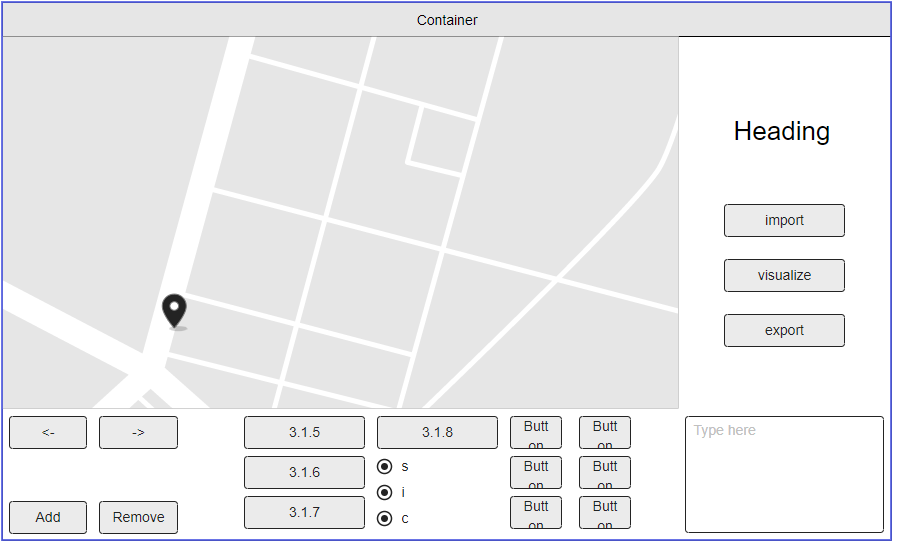 Container
Heading
import
visualize
export
<-
->
3.1.5
3.1.8
Butt
on
Butt
on
Type here
3.1.6
s
Butt
on
Butt
on
i
Add
Remove
3.1.7
c
Butt
on
Butt
on